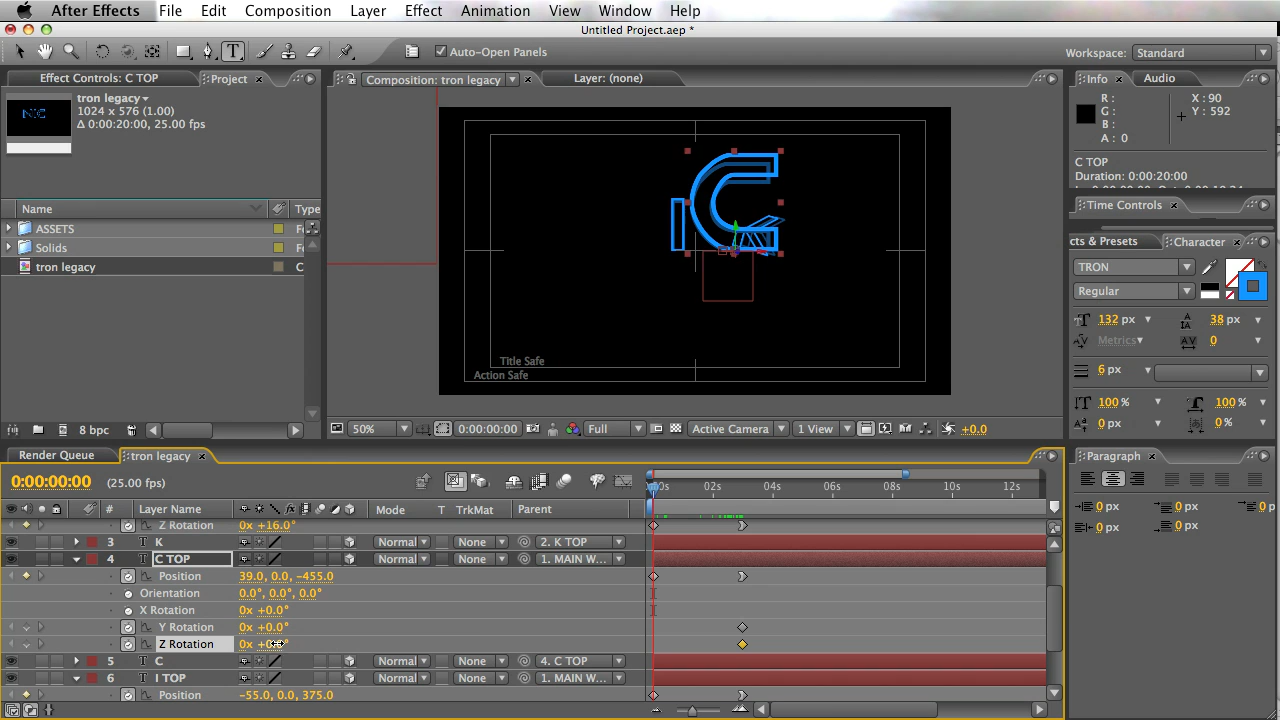 After Effects File Edit Composition Layer Effect Animation View Window Help
Untitled Project.aep *
Auto-Open Panels
Workspace: Standard
Effect Controls: C TOP Project
Composition: tron legacy Layer: (none)
Info Audio
tron legacy
1024 x 576 (1.00)
Δ 0:00:20:00, 25.00 fps
R :
G :
B :
A : 0
X : 90
Y : 592
C TOP
Duration: 0:00:20:00
Time Controls
Name Type
ASSETS
Solids
tron legacy C
cts & Presets Character
TRON
Regular
132 px 38 px
Metrics 0
6 px
100 % 100 %
0 px 0 %
Title Safe
Action Safe
8 bpc
50% 0:00:00:00 Full Active Camera 1 View +0.0
Render Queue tron legacy
Paragraph
0:00:00:00 (25.00 fps)
02s 04s 06s 08s 10s 12s
# Layer Name Mode T TrkMat Parent
0 px 0 px 0 p
0 px 0 px
Z Rotation 0x +16.0°
3 T K Normal None 2. K TOP
4 T C TOP Normal None 1. MAIN W...
Position 39.0, 0.0, -455.0
Orientation 0.0°, 0.0°, 0.0°
X Rotation 0x +0.0°
Y Rotation 0x +0.0°
Z Rotation 0x
5 T C Normal None 4. C TOP
6 T I TOP Normal None 1. MAIN W...
Position -55.0, 0.0, 375.0